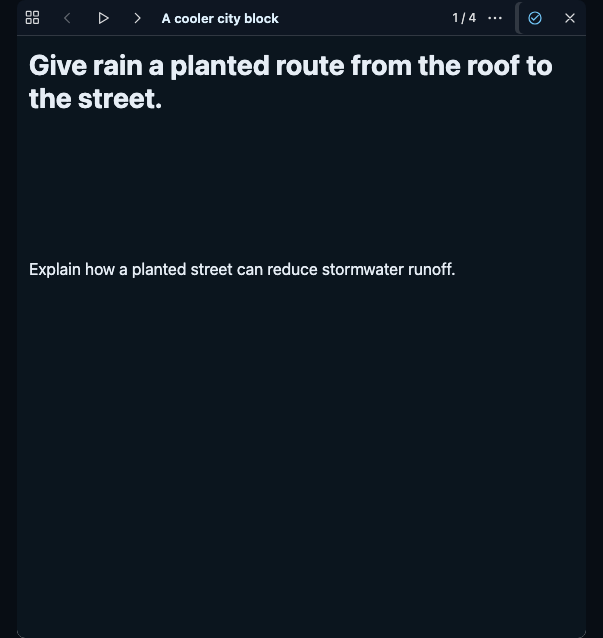 A cooler city block
1 / 4
Give rain a planted route from the roof to
the street.
Explain how a planted street can reduce stormwater runoff.